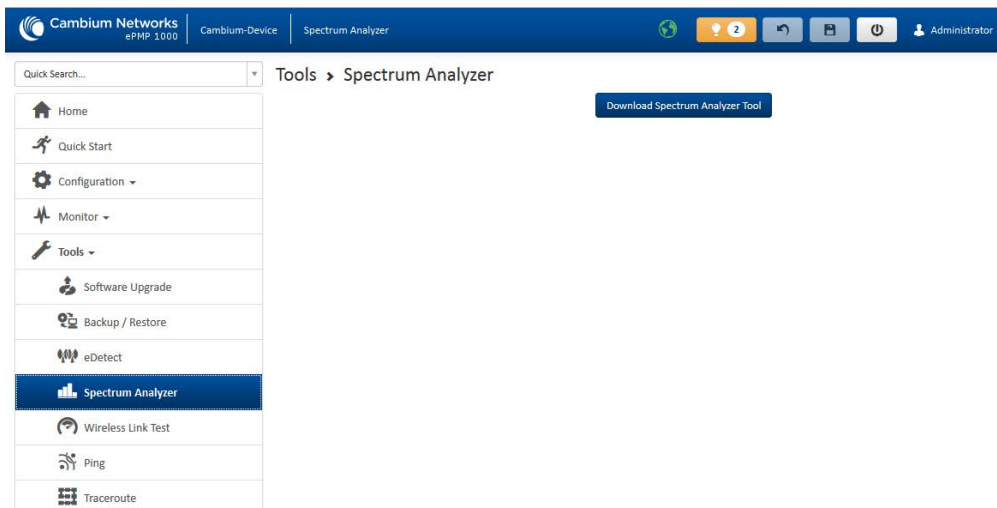 Cambium Networks
ePMP 1000
Cambium-Device
Spectrum Analyzer
2
Administrator
Quick Search...
Tools › Spectrum Analyzer
Download Spectrum Analyzer Tool
Home
Quick Start
Configuration
Monitor
Tools
Software Upgrade
Backup / Restore
eDetect
Spectrum Analyzer
Wireless Link Test
Ping
Traceroute